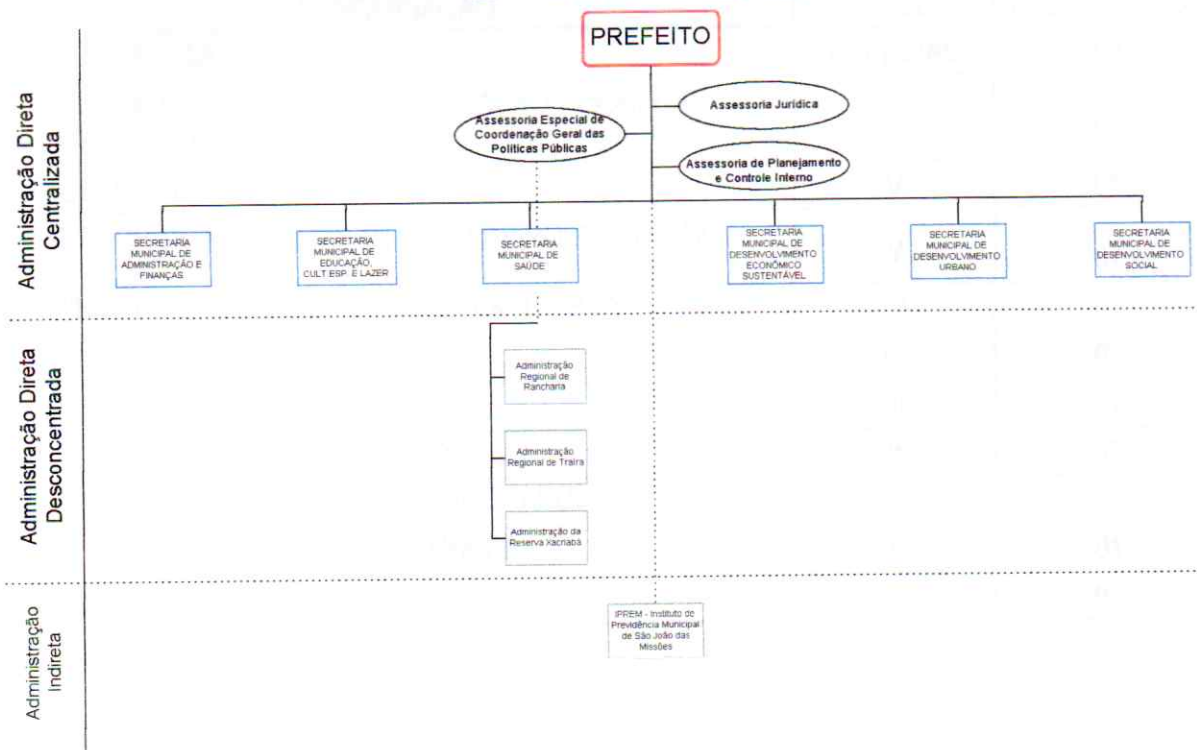 PREFEITO
Assessoria Jurídica
Assessoria Especial de
Coordenação Geral das
Políticas Públicas
Assessoria de Planejamento
e Controle Interno
Administração Direta
Centralizada
SECRETARIA
MUNICIPAL DE
ADMINISTRAÇÃO E
FINANÇAS
SECRETARIA
MUNICIPAL DE
EDUCAÇÃO,
CULT.ESP. E LAZER
SECRETARIA
MUNICIPAL DE
SAÚDE
SECRETARIA
MUNICIPAL DE
DESENVOLVIMENTO
ECONÔMICO
SUSTENTÁVEL
SECRETARIA
MUNICIPAL DE
DESENVOLVIMENTO
URBANO
SECRETARIA
MUNICIPAL DE
DESENVOLVIMENTO
SOCIAL
Administração Direta
Desconcentrada
Administração
Regional de
Rancharia
Administração
Regional de Traíra
Administração da
Reserva Xacriabá
Administração
Indireta
IPREM - Instituto de
Previdência Municipal
de São João das
Missões